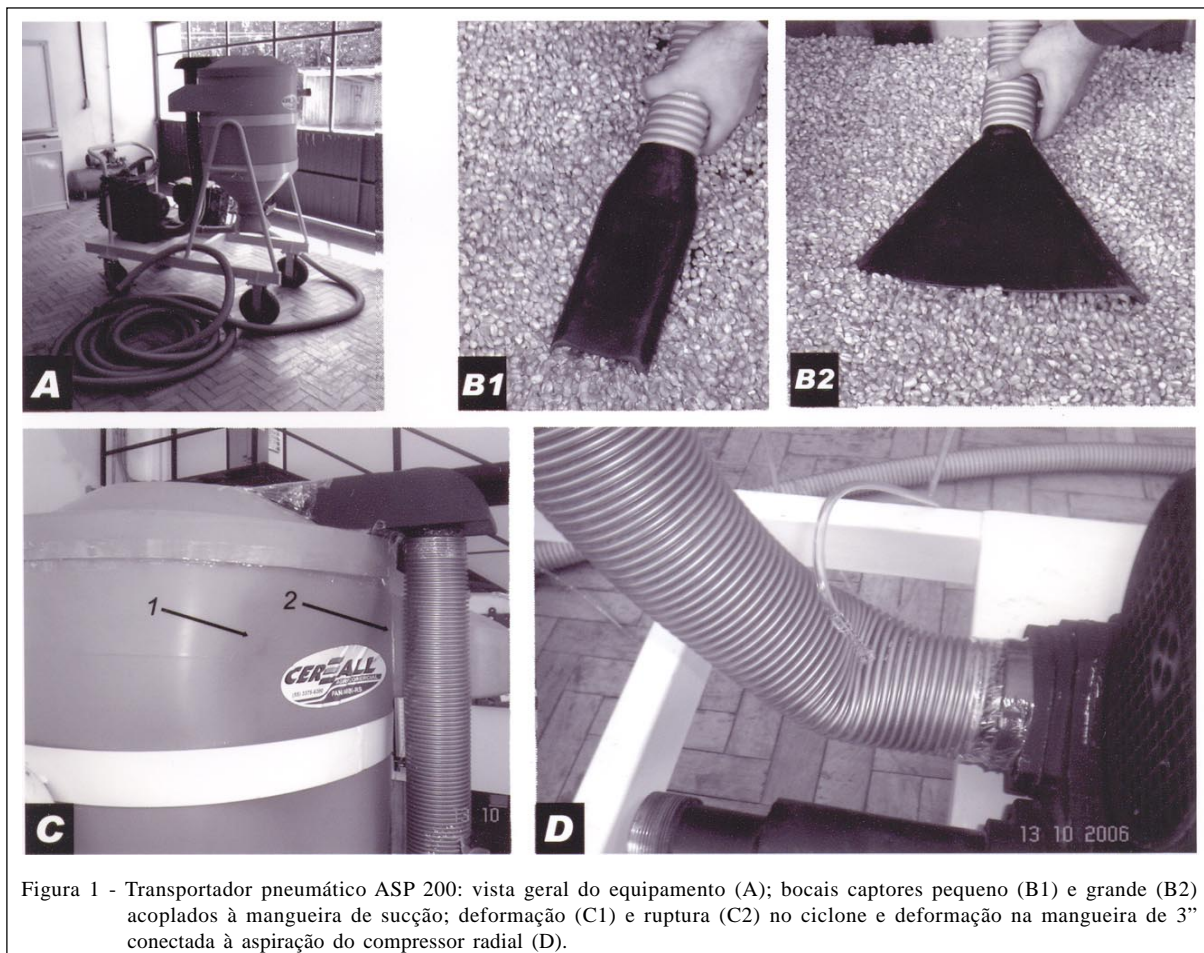 A
B1
B2
1
2
CEREALL
PANAMBI-RS
C
13 10
D
13 10 2006
Figura 1 - Transportador pneumático ASP 200: vista geral do equipamento (A); bocais captores pequeno (B1) e grande (B2)
acoplados à mangueira de sucção; deformação (C1) e ruptura (C2) no ciclone e deformação na mangueira de 3”
conectada à aspiração do compressor radial (D).